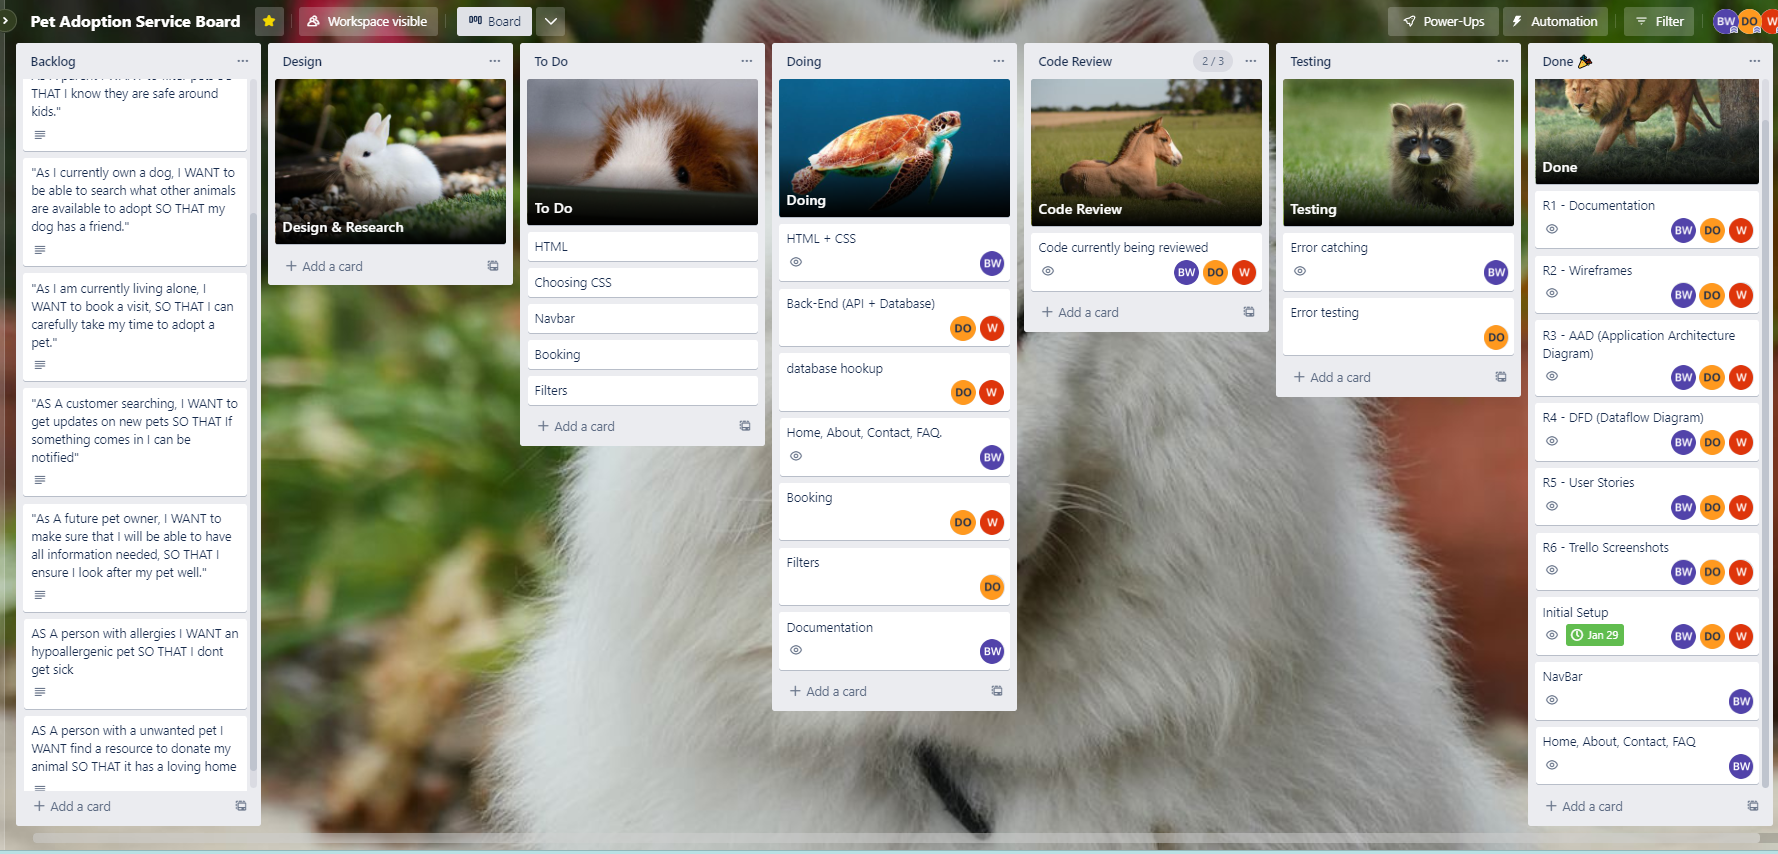 Pet Adoption Service Board
Workspace visible
Board
Power-Ups
Automation
Filter
BW
DO
W
Backlog
AS A parent I WANT to filter pets SO
THAT I know they are safe around
kids."
"As I currently own a dog, I WANT to
be able to search what other animals
are available to adopt SO THAT my
dog has a friend."
"As I am currently living alone, I
WANT to book a visit, SO THAT I can
carefully take my time to adopt a
pet."
"AS A customer searching, I WANT to
get updates on new pets SO THAT If
something comes in I can be
notified"
"As A future pet owner, I WANT to
make sure that I will be able to have
all information needed, SO THAT I
ensure I look after my pet well."
AS A person with allergies I WANT an
hypoallergenic pet SO THAT I dont
get sick
AS A person with a unwanted pet I
WANT find a resource to donate my
animal SO THAT it has a loving home
+ Add a card
Design
Design & Research
+ Add a card
To Do
To Do
HTML
Choosing CSS
Navbar
Booking
Filters
+ Add a card
Doing
Doing
HTML + CSS
BW
Back-End (API + Database)
DO W
database hookup
DO W
Home, About, Contact, FAQ.
BW
Booking
DO W
Filters
DO
Documentation
BW
+ Add a card
Code Review
2 / 3
Code Review
Code currently being reviewed
BW DO W
+ Add a card
Testing
Testing
Error catching
BW
Error testing
DO
+ Add a card
Done
Done
R1 - Documentation
BW DO W
R2 - Wireframes
BW DO W
R3 - AAD (Application Architecture
Diagram)
BW DO W
R4 - DFD (Dataflow Diagram)
BW DO W
R5 - User Stories
BW DO W
R6 - Trello Screenshots
BW DO W
Initial Setup
Jan 29
BW DO W
NavBar
BW
Home, About, Contact, FAQ
BW
+ Add a card